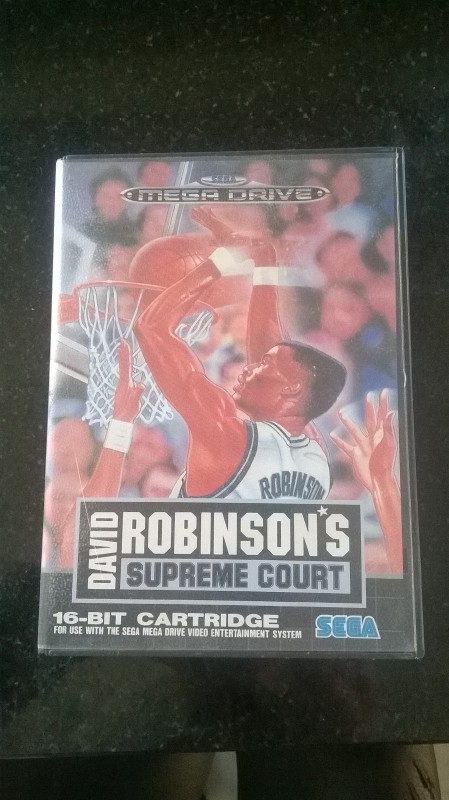 SEGA
MEGA DRIVE
ROBINSON
DAVID
ROBINSON'S
SUPREME COURT
16-BIT CARTRIDGE
FOR USE WITH THE SEGA MEGA DRIVE VIDEO ENTERTAINMENT SYSTEM
SEGA